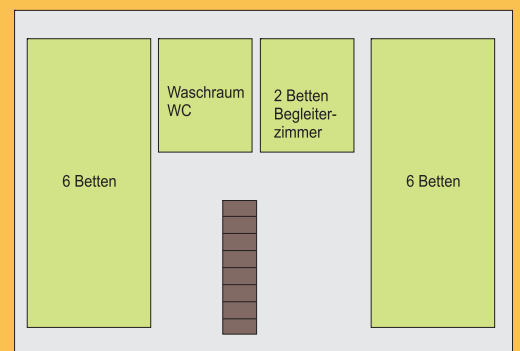 6 Betten
Waschraum
WC
2 Betten
Begleiter-
zimmer
6 Betten